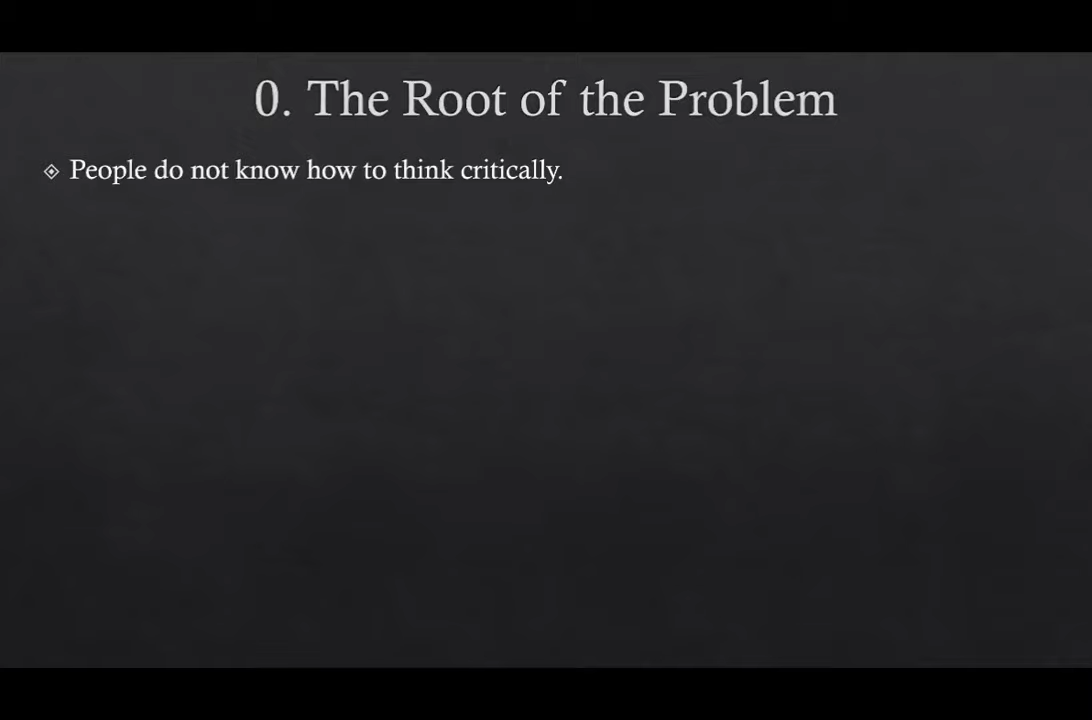 0. The Root of the Problem
People do not know how to think critically.